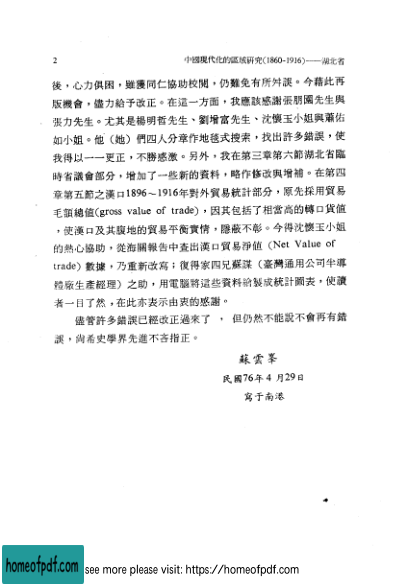 2 中國現代化的區域硏究(1860-1916)——湖北省
後，心力俱困，雖獲同仁協助校閱，仍難免有所舛誤。今藉此再
版機會，儘力給予改正。在這一方面，我應該感謝張朋園先生與
張力先生。尤其是楊明哲先生、劉增富先生、沈懷玉小姐與蕭佑
如小姐。他（她）們四人分章作地毯式搜索，找出許多錯誤，使
我得以一一更正，不勝感激。另外，我在第三章第六節湖北省臨
時省議會部分，增加了一些新的資料，略作修改與增補。在第四
章第五節之漢口1896～1916年對外貿易統計部分，原先採用貿易
毛額總值(gross value of trade)，因其包括了相當高的轉口貨值
，使漢口及其腹地的貿易平衡實情，隱蔽不彰。今得沈懷玉小姐
的熱心協助，從海關報告中查出漢口貿易淨値（Net Value of
trade）數據，乃重新改寫；復得家四兄蘇謀（臺灣通用公司半導
體廠生產經理）之助，用電腦將這些資料繪製成統計圖表，使讀
者一目了然，在此亦表示由衷的感謝。
儘管許多錯誤已經改正過來了 ， 但仍然不能說不會再有錯
誤，尚希史學界先進不吝指正。
蘇雲峯
民國76年 4 月29日
寫于南港
homeofpdf.com
see more please visit: https://homeofpdf.com